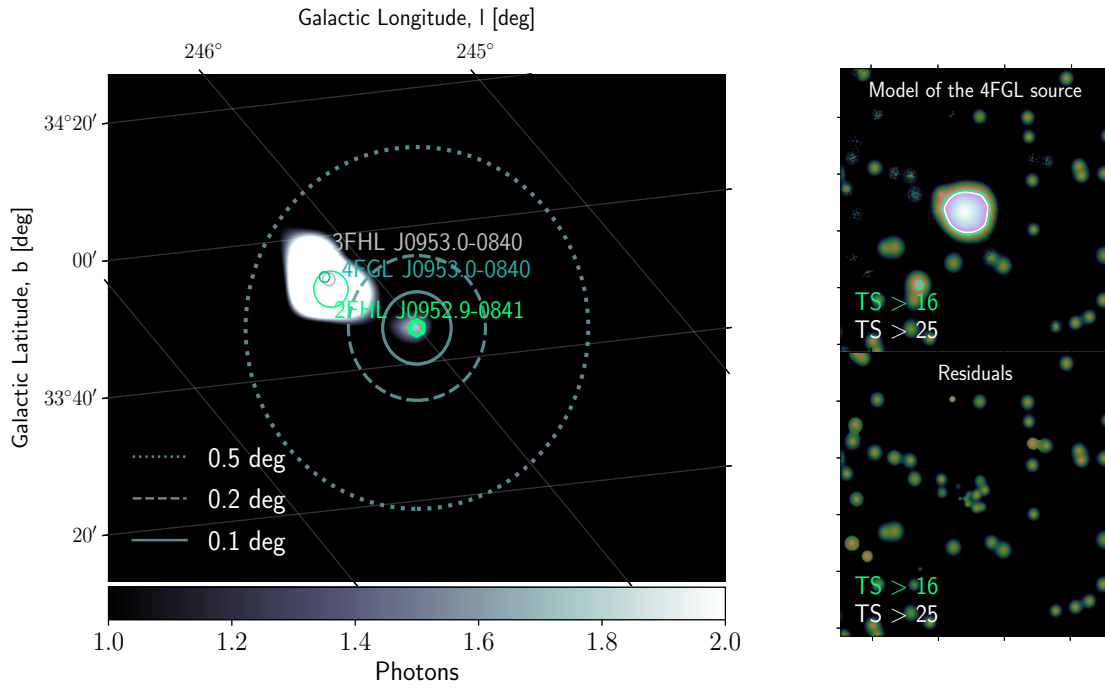 Galactic Longitude, l [deg]
246°
245°
34°20′
00′
33°40′
20′
Galactic Latitude, b [deg]
3FHL J0953.0-0840
4FGL J0953.0-0840
2FHL J0952.9-0841
0.5 deg
0.2 deg
0.1 deg
1.0
1.2
1.4
1.6
1.8
2.0
Photons
Model of the 4FGL source
TS > 16
TS > 25
Residuals
TS > 16
TS > 25